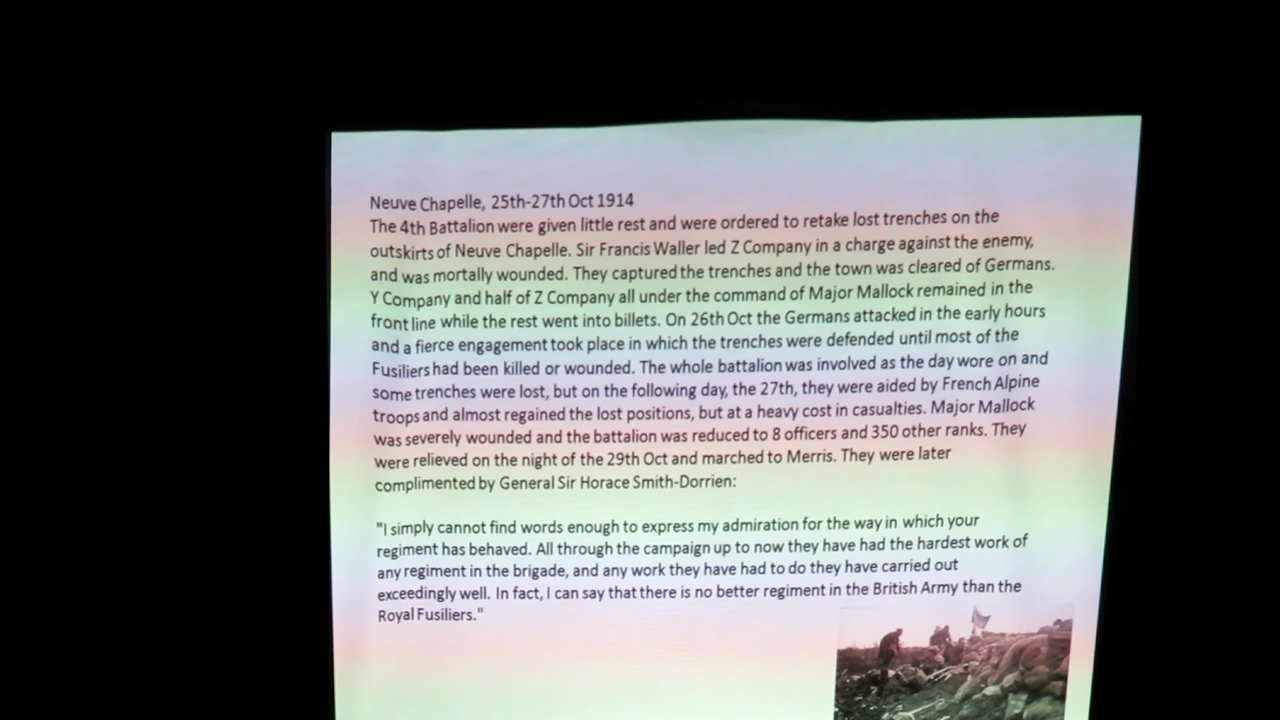 Neuve Chapelle, 25th-27th Oct 1914
The 4th Battalion were given little rest and were ordered to retake lost trenches on the
outskirts of Neuve Chapelle. Sir Francis Waller led Z Company in a charge against the enemy,
and was mortally wounded. They captured the trenches and the town was cleared of Germans.
Y Company and half of Z Company all under the command of Major Mallock remained in the
front line while the rest went into billets. On 26th Oct the Germans attacked in the early hours
and a fierce engagement took place in which the trenches were defended until most of the
Fusiliers had been killed or wounded. The whole battalion was involved as the day wore on and
some trenches were lost, but on the following day, the 27th, they were aided by French Alpine
troops and almost regained the lost positions, but at a heavy cost in casualties. Major Mallock
was severely wounded and the battalion was reduced to 8 officers and 350 other ranks. They
were relieved on the night of the 29th Oct and marched to Merris. They were later
complimented by General Sir Horace Smith-Dorrien:
"I simply cannot find words enough to express my admiration for the way in which your
regiment has behaved. All through the campaign up to now they have had the hardest work of
any regiment in the brigade, and any work they have had to do they have carried out
exceedingly well. In fact, I can say that there is no better regiment in the British Army than the
Royal Fusiliers."